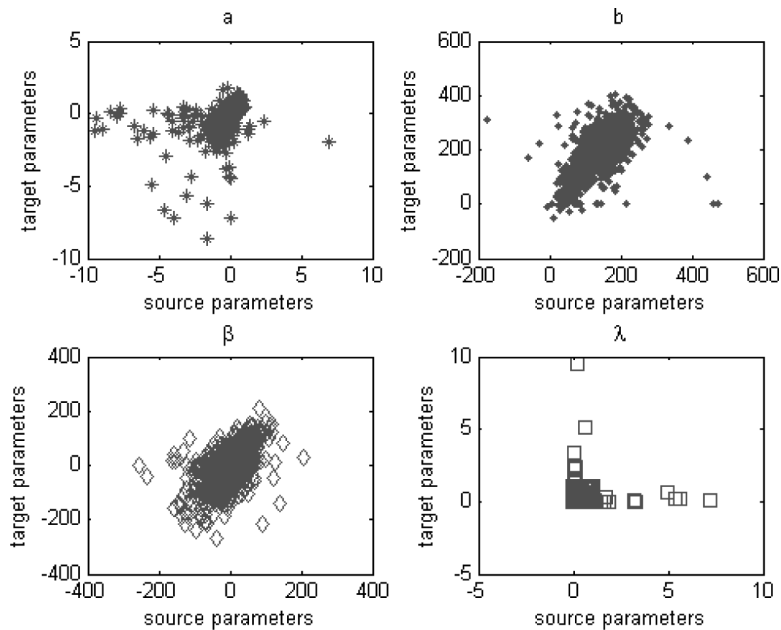 a
5
0
-5
-10
-10 -5 0 5 10
target parameters
source parameters
b
600
400
200
0
-200
-200 0 200 400 600
target parameters
source parameters
β
400
200
0
-200
-400
-400 -200 0 200 400
target parameters
source parameters
λ
10
5
0
-5
-5 0 5 10
target parameters
source parameters